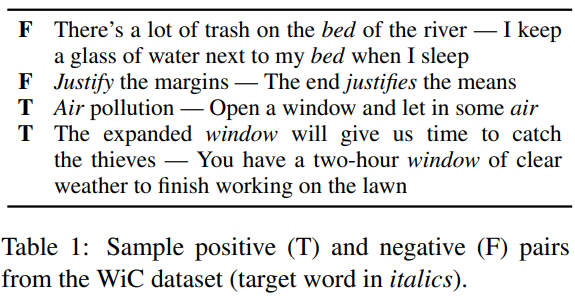 F There's a lot of trash on the bed of the river — I keep
a glass of water next to my bed when I sleep
F Justify the margins — The end justifies the means
T Air pollution — Open a window and let in some air
T The expanded window will give us time to catch
the thieves — You have a two-hour window of clear
weather to finish working on the lawn
Table 1: Sample positive (T) and negative (F) pairs
from the WiC dataset (target word in italics).